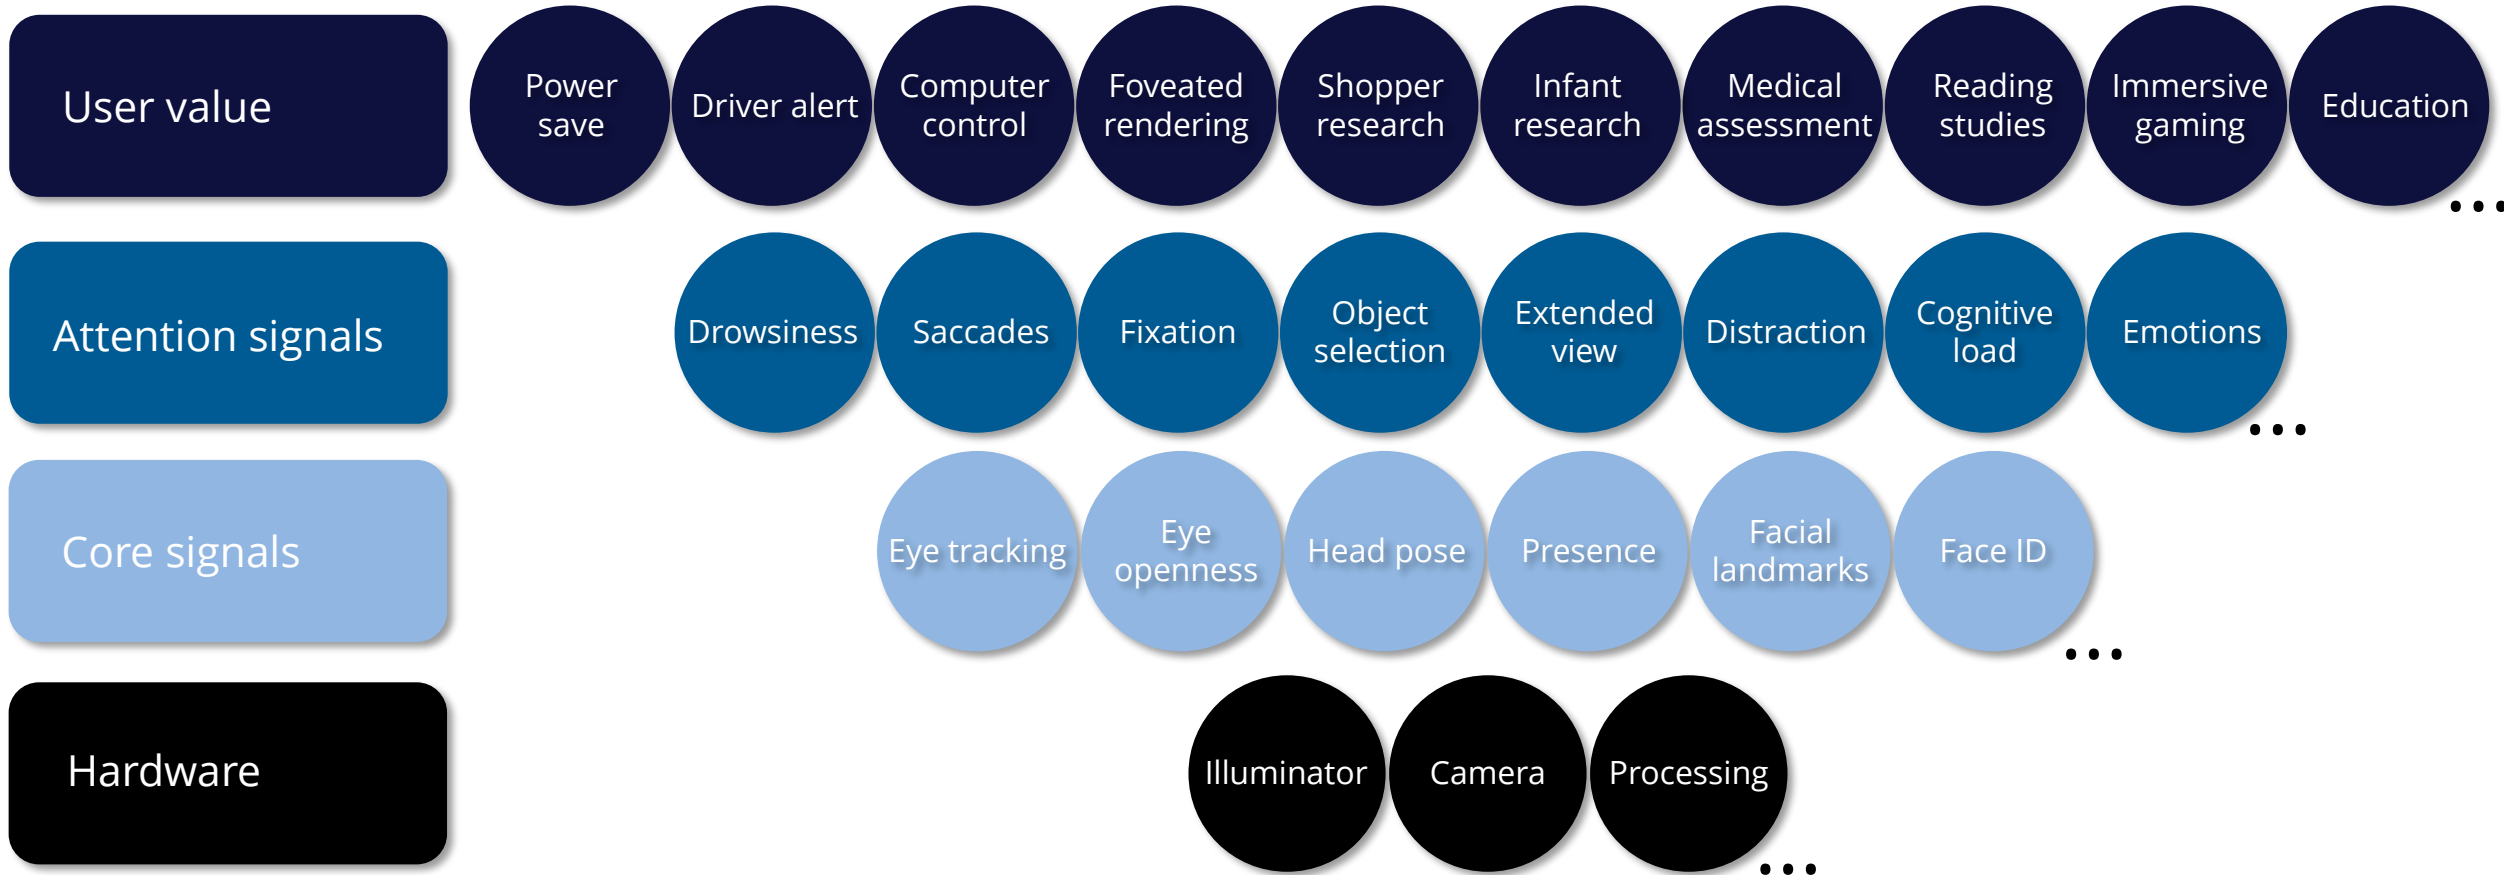 User value
Power
save
Driver alert
Computer
control
Foveated
rendering
Shopper
research
Infant
research
Medical
assessment
Reading
studies
Immersive
gaming
Education
...
Attention signals
Drowsiness
Saccades
Fixation
Object
selection
Extended
view
Distraction
Cognitive
load
Emotions
...
Core signals
Eye tracking
Eye
openness
Head pose
Presence
Facial
landmarks
Face ID
...
Hardware
Illuminator
Camera
Processing
...